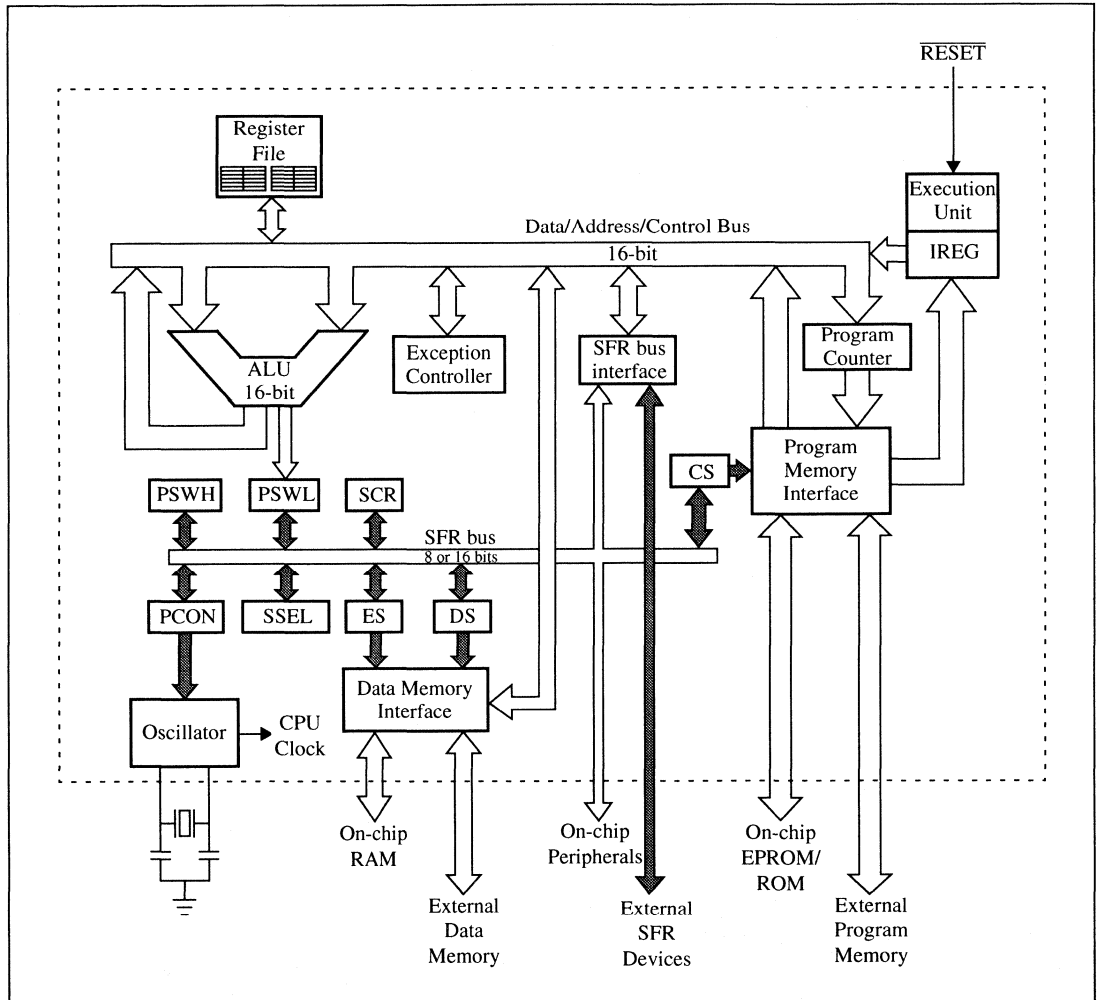 RESET
Register
File
Execution
Unit
IREG
Data/Address/Control Bus
16-bit
ALU
16-bit
Exception
Controller
SFR bus
interface
Program
Counter
Program
Memory
Interface
CS
PSWH
PSWL
SCR
SFR bus
8 or 16 bits
PCON
SSEL
ES
DS
Data Memory
Interface
Oscillator
CPU
Clock
On-chip
RAM
External
Data
Memory
On-chip
Peripherals
External
SFR
Devices
On-chip
EPROM/
ROM
External
Program
Memory